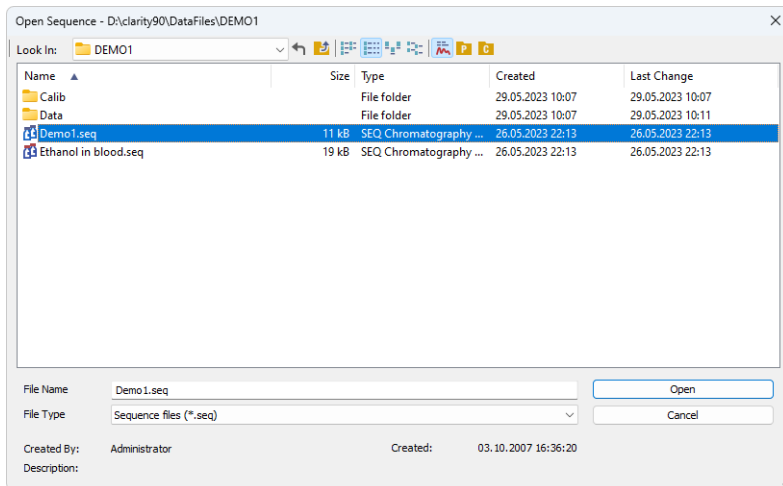 Open Sequence - D:\clarity90\DataFiles\DEMO1
Look In: DEMO1 P C
Name Size Type Created Last Change
Calib File folder 29.05.2023 10:07 29.05.2023 10:07
Data File folder 29.05.2023 10:07 29.05.2023 10:11
Demo1.seq 11 kB SEQ Chromatography ... 26.05.2023 22:13 26.05.2023 22:13
Ethanol in blood.seq 19 kB SEQ Chromatography ... 26.05.2023 22:13 26.05.2023 22:13
File Name Demo1.seq Open
File Type Sequence files (*.seq) Cancel
Created By: Administrator Created: 03.10.2007 16:36:20
Description: